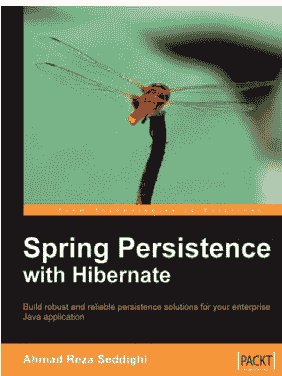 Spring Persistence
with Hibernate
Build robust and reliable persistence solutions for your enterprise
Java application
Ahmad Reza Seddighi
PACKT